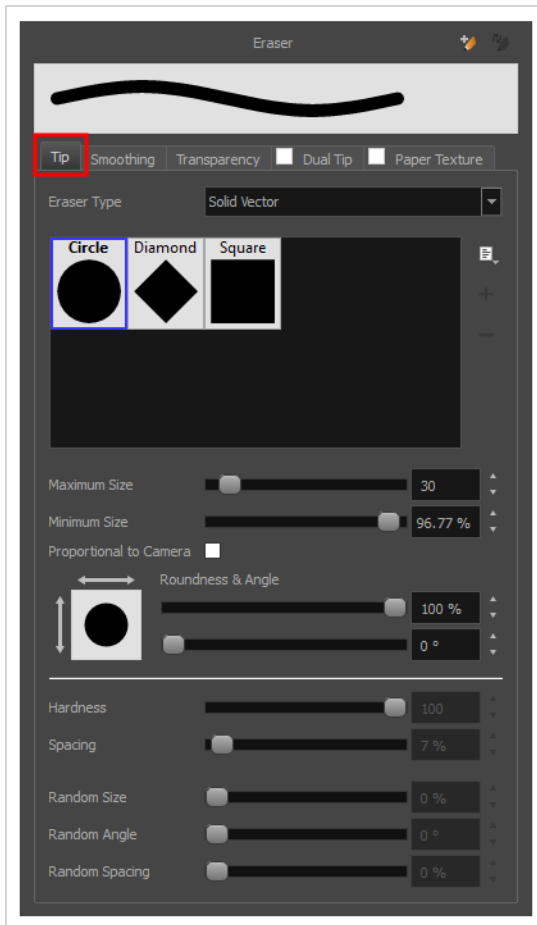 Eraser
Tip Smoothing Transparency Dual Tip Paper Texture
Eraser Type Solid Vector
Circle Diamond Square
Maximum Size 30
Minimum Size 96.77 %
Proportional to Camera
Roundness & Angle
100 %
0 °
Hardness 100
Spacing 7 %
Random Size 0 %
Random Angle 0 °
Random Spacing 0 %